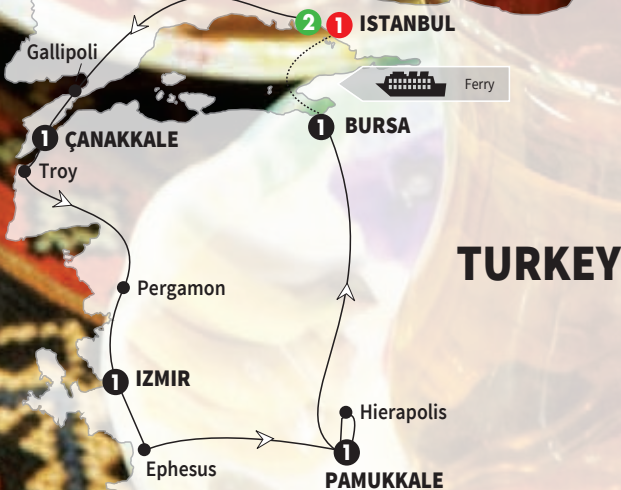 2 1 ISTANBUL
Gallipoli
Ferry
1 ÇANAKKALE
1 BURSA
Troy
TURKEY
Pergamon
1 IZMIR
Hierapolis
1
Ephesus
PAMUKKALE